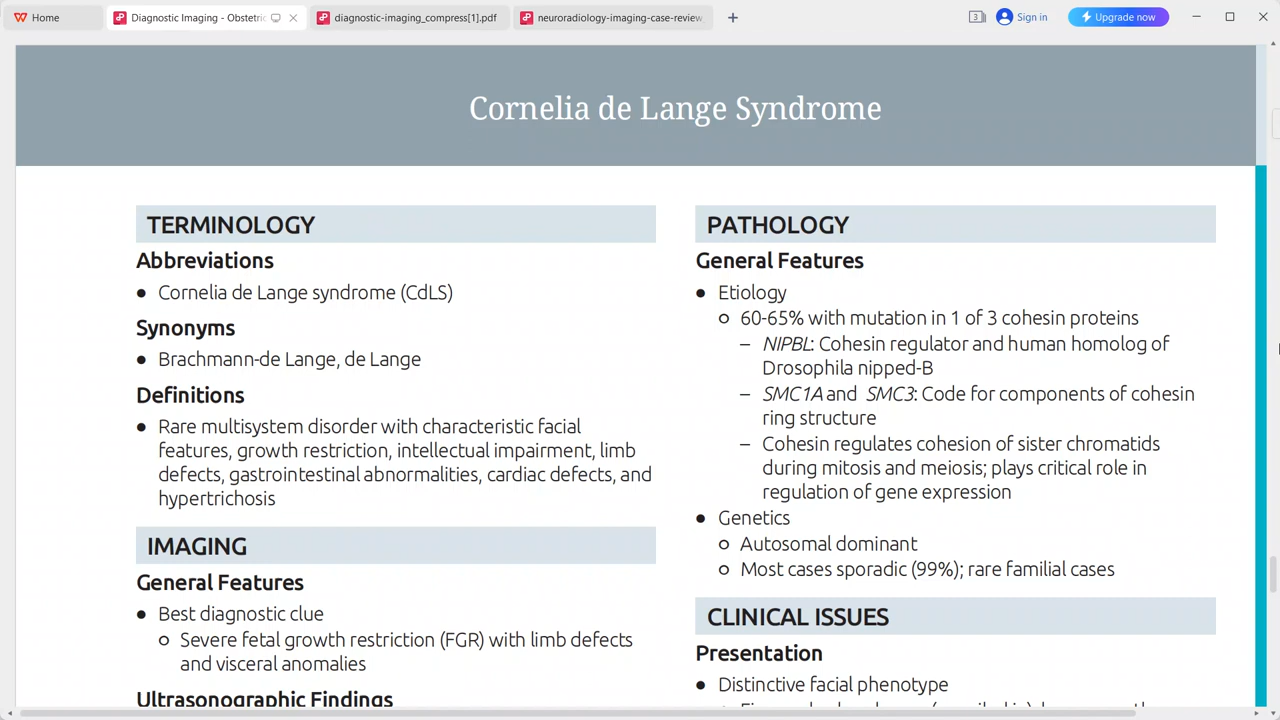 Home
Diagnostic Imaging - Obstetric
diagnostic-imaging_compress[1].pdf
neuroradiology-imaging-case-review
3
Sign in
Upgrade now
Cornelia de Lange Syndrome
TERMINOLOGY
Abbreviations
● Cornelia de Lange syndrome (CdLS)
Synonyms
● Brachmann-de Lange, de Lange
Definitions
● Rare multisystem disorder with characteristic facial
features, growth restriction, intellectual impairment, limb
defects, gastrointestinal abnormalities, cardiac defects, and
hypertrichosis
IMAGING
General Features
● Best diagnostic clue
○ Severe fetal growth restriction (FGR) with limb defects
and visceral anomalies
Ultrasonographic Findings
PATHOLOGY
General Features
● Etiology
○ 60-65% with mutation in 1 of 3 cohesin proteins
– NIPBL: Cohesin regulator and human homolog of
Drosophila nipped-B
– SMC1A and SMC3: Code for components of cohesin
ring structure
– Cohesin regulates cohesion of sister chromatids
during mitosis and meiosis; plays critical role in
regulation of gene expression
● Genetics
○ Autosomal dominant
○ Most cases sporadic (99%); rare familial cases
CLINICAL ISSUES
Presentation
● Distinctive facial phenotype